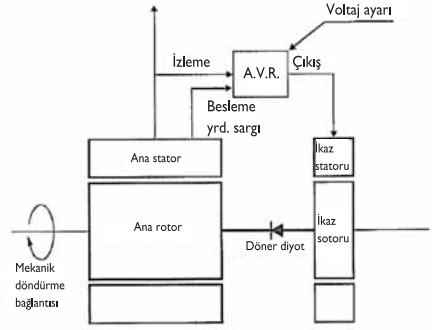 Voltaj ayarı
İzleme
A.V.R.
Çıkış
Besleme
yrd. sargı
Ana stator
İkaz
statoru
Ana rotor
Döner diyot
İkaz
sotoru
Mekanik
döndürme
bağlantısı